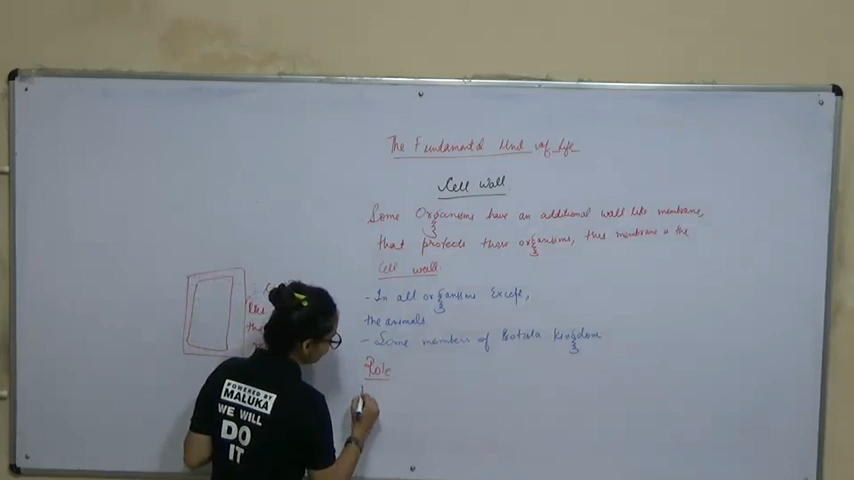 The Fundamental Unit of Life
Cell Wall
Some Organisms have an additional wall like membrane,
that protects those organisms, this membrane is the
Cell wall
- In all organisms Except,
the animals
- Some members of Protista kingdom
Role
POWERED BY
MALUKA
WE WILL
DO
IT